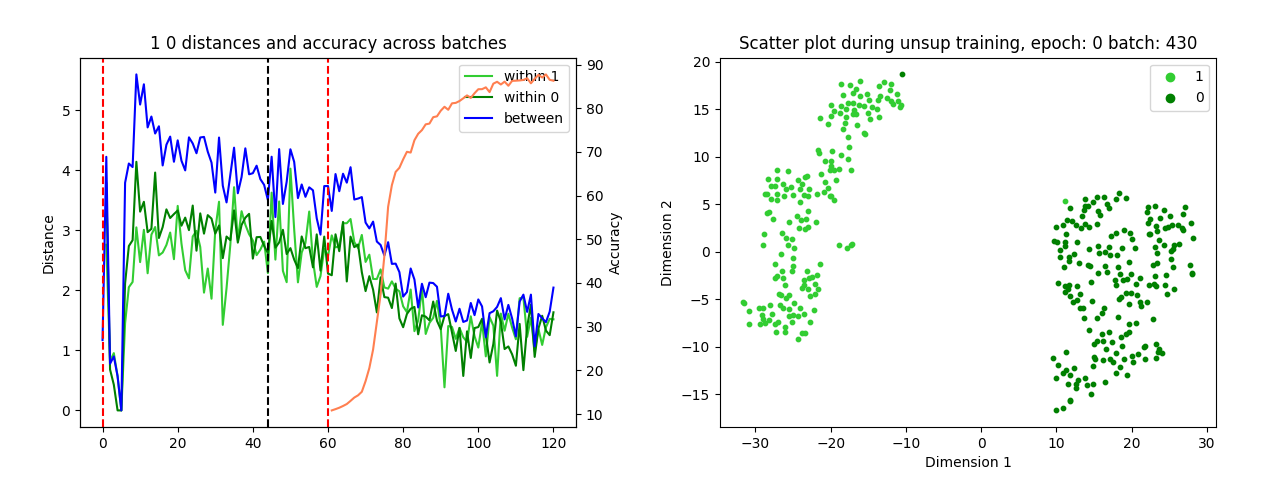 1 0 distances and accuracy across batches
within 1
within 0
between
Distance
5
4
3
2
1
0
90
80
70
60
50
40
30
20
10
Accuracy
0 20 40 60 80 100 120
Scatter plot during unsup training, epoch: 0 batch: 430
1
0
Dimension 2
20
15
10
5
0
−5
−10
−15
−30 −20 −10 0 10 20 30
Dimension 1